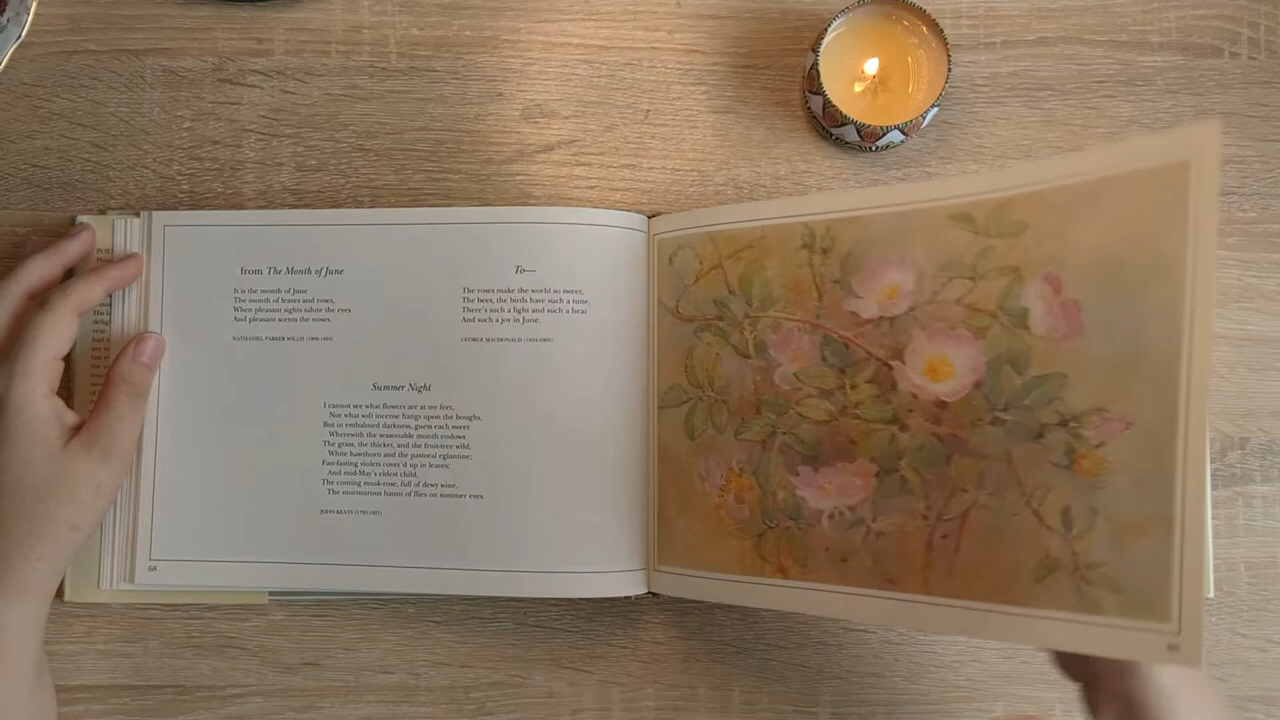 from The Month of June
It is the month of June
The month of leaves and roses,
When pleasant sights salute the eyes
And pleasant scents the noses.
NATHANIEL PARKER WILLIS
To—
The roses make the world so sweet,
The bees, the birds have such a tune,
There's such a light and such a heat
And such a joy in June.
GEORGE MACDONALD (1824-1905)
Summer Night
I cannot see what flowers are at my feet,
Nor what soft incense hangs upon the boughs,
But in embalmed darkness, guess each sweet
Wherewith the seasonable month endows
The grass, the thicket, and the fruit-tree wild,
White hawthorn and the pastoral eglantine;
Fast-fasting violets cover'd up in leaves;
And mid-May's eldest child,
The coming musk-rose, full of dewy wine,
The murmurous haunt of flies on summer eves.
JOHN KEATS (1795-1821)
68
69